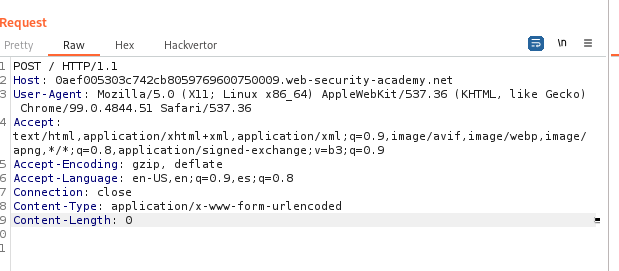 Request
Pretty Raw Hex Hackvertor \n
1 POST / HTTP/1.1
2 Host: 0aef005303c742cb8059769600750009.web-security-academy.net
3 User-Agent: Mozilla/5.0 (X11; Linux x86_64) AppleWebKit/537.36 (KHTML, like Gecko)
Chrome/99.0.4844.51 Safari/537.36
4 Accept:
text/html,application/xhtml+xml,application/xml;q=0.9,image/avif,image/webp,image/
apng,*/*;q=0.8,application/signed-exchange;v=b3;q=0.9
5 Accept-Encoding: gzip, deflate
6 Accept-Language: en-US,en;q=0.9,es;q=0.8
7 Connection: close
8 Content-Type: application/x-www-form-urlencoded
9 Content-Length: 0
0
1